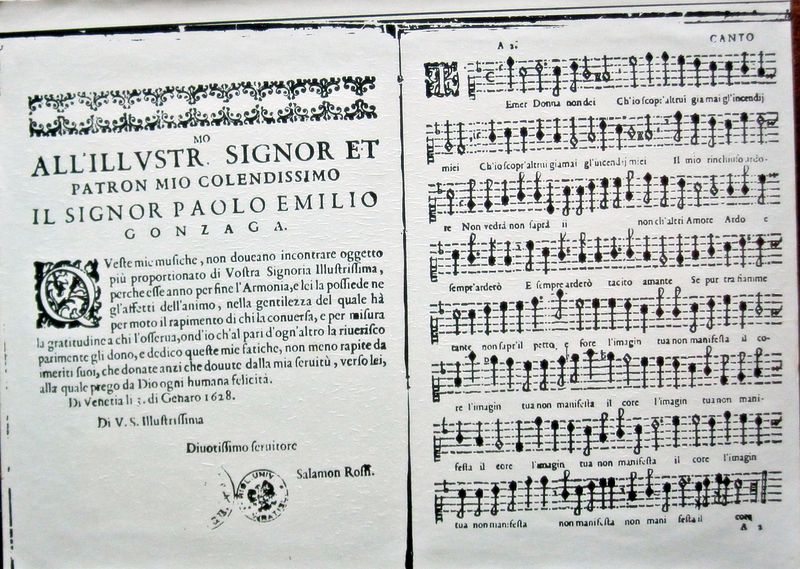 MO
ALL'ILLVSTR. SIGNOR ET
PATRON MIO COLENDISSIMO
IL SIGNOR PAOLO EMILIO
GONZAGA.
QVeste mie musiche, non doueano incontrare oggetto
più proportionato di Vostra Signoria Illustrissima,
perche esse anno per fine l'Armonia, e lei la possiede ne
gl'affetti dell'animo, nella gentilezza del quale hà
per moto il rapimento di chi la conuersa, e per misura
la gratitudine a chi l'osserua, ond'io ch'al pari d'ogn'altro la riuerisco
parimente gli dono, e dedico queste mie fatiche, non meno rapite da
i meriti suoi, che donate anzi che douute dalla mia seruitù, verso lei,
alla quale prego da Dio ogni humana felicità.
Di Venetia li 3. di Genaro 1628.
Di V. S. Illustrissima
Diuotissimo seruitore
Salamon Rossi.
BIBL. UNIV.
A 2.
CANTO
TEmer Donna non dei Ch'io scopr'altrui gia mai gl'incendij
miei Ch'io scopr'altrui giamai gl'incendij miei Il mio rinchiuso ardo-
re Non vedrà non saprà ii non ch'altri Amore Ardo e
sempr'arderò E sempre arderò tacito amante Se pur tra fiamme
tante non sapr'il petto e fore l'imagin tua non manifesta il co-
re l'imagin tua non manifesta il core l'imagin tua non mani-
festa il core l'imagin tua non manifesta il core l'imagin
tua non manifesta non manifesta non mani festa il core
A 2